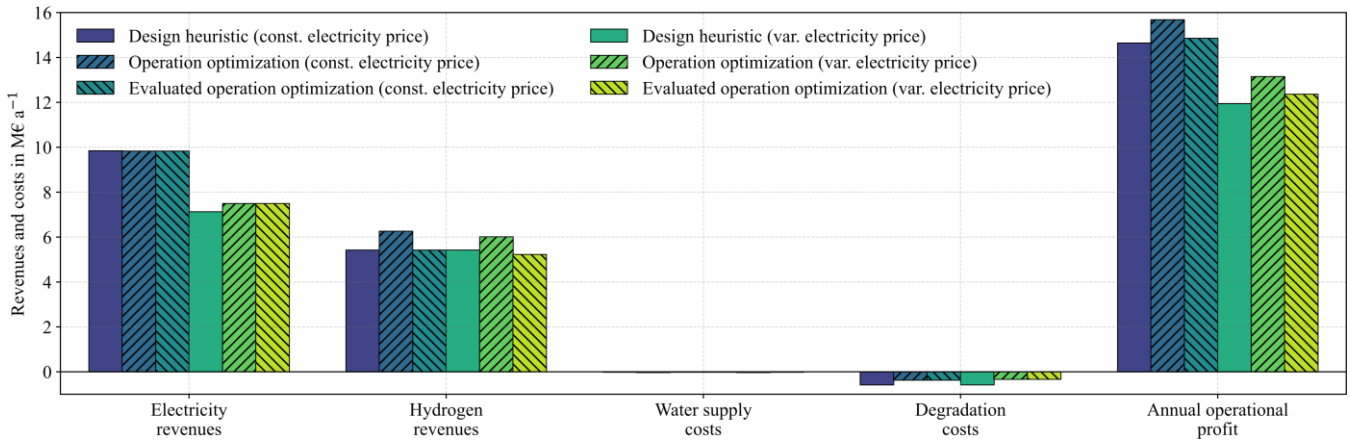 Revenues and costs in M€ a⁻¹
16
14
12
10
8
6
4
2
0
Design heuristic (const. electricity price)
Operation optimization (const. electricity price)
Evaluated operation optimization (const. electricity price)
Design heuristic (var. electricity price)
Operation optimization (var. electricity price)
Evaluated operation optimization (var. electricity price)
Electricity
revenues
Hydrogen
revenues
Water supply
costs
Degradation
costs
Annual operational
profit